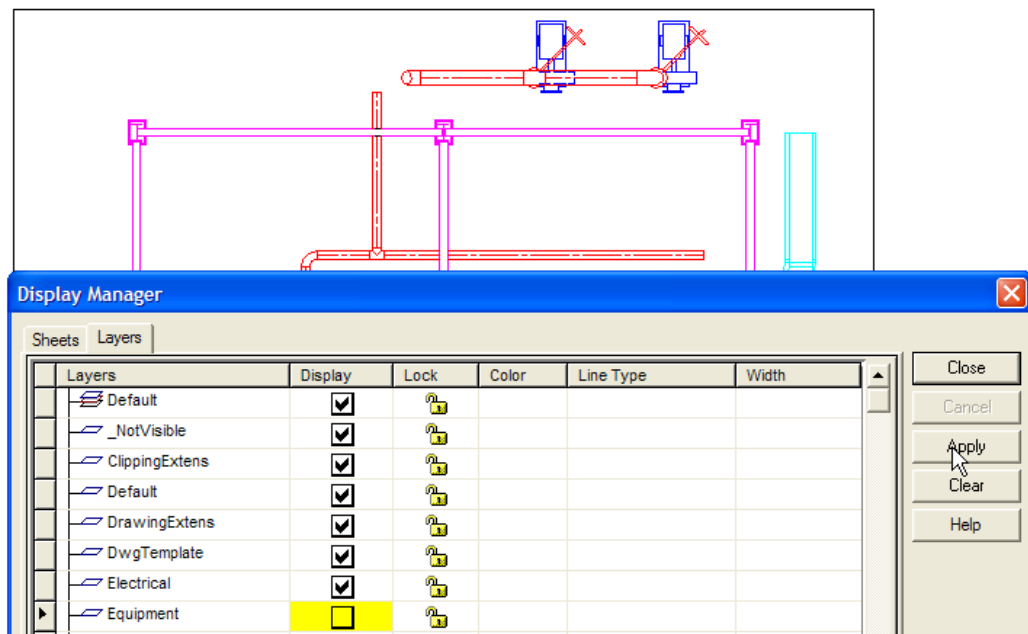 Display Manager
Sheets Layers
Layers Display Lock Color Line Type Width
Default
_NotVisible
ClippingExtens
Default
DrawingExtens
DwgTemplate
Electrical
Equipment
Close
Cancel
Apply
Clear
Help